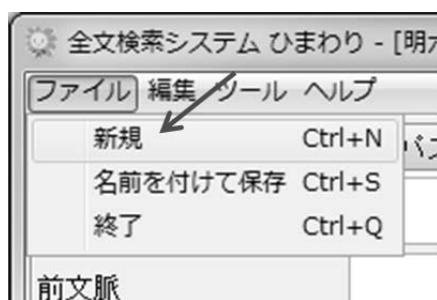 全文検索システム ひまわり - [明
ファイル 編集 ツール ヘルプ
新規 Ctrl+N
名前を付けて保存 Ctrl+S
終了 Ctrl+Q
前文脈